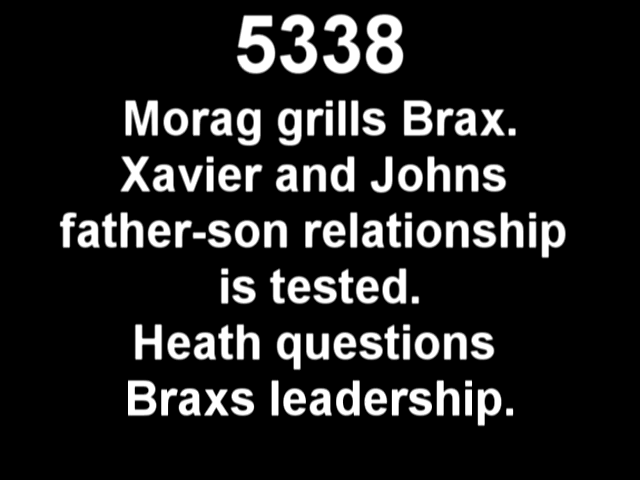 5338
Morag grills Brax.
Xavier and Johns
father-son relationship
is tested.
Heath questions
Braxs leadership.